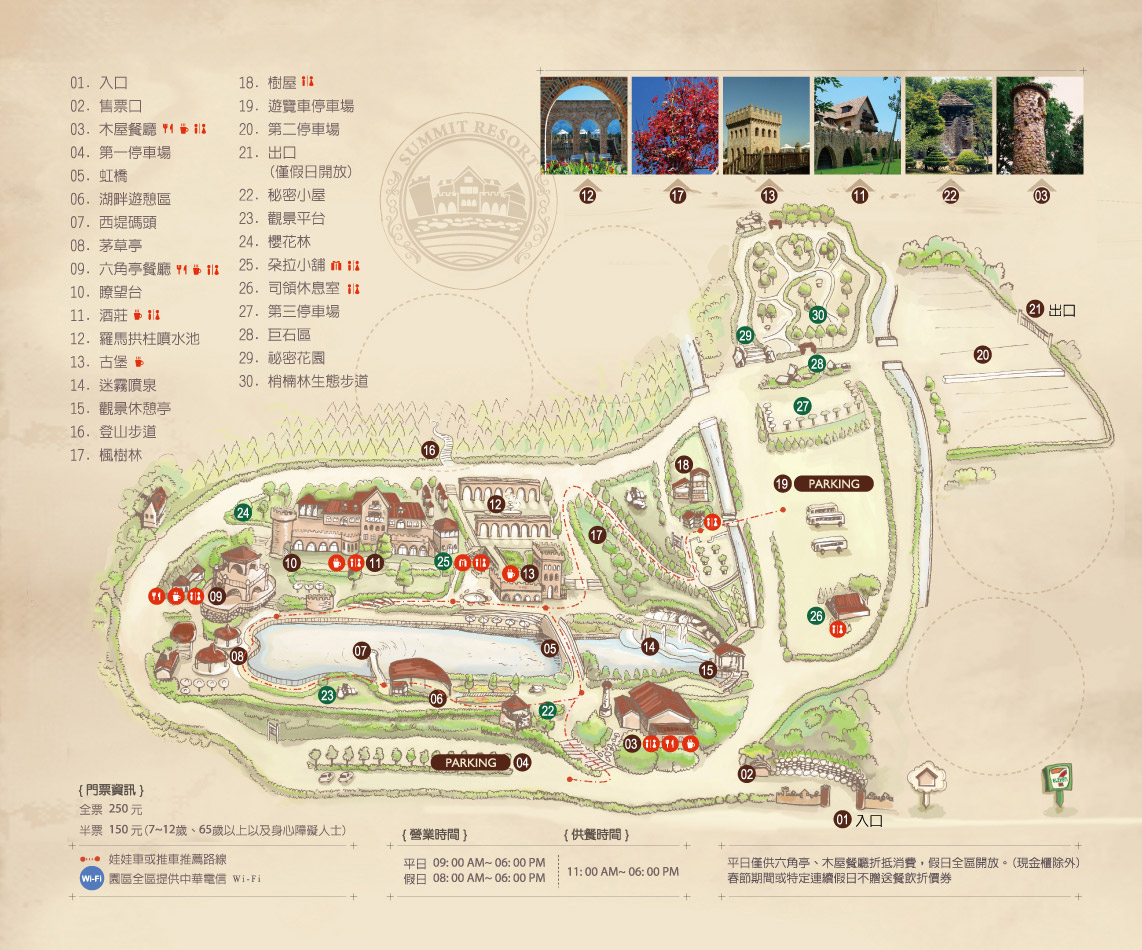 01. 入口
02. 售票口
03. 木屋餐廳
04. 第一停車場
05. 虹橋
06. 湖畔遊憩區
07. 西堤碼頭
08. 茅草亭
09. 六角亭餐廳
10. 瞭望台
11. 酒莊
12. 羅馬拱柱噴水池
13. 古堡
14. 迷霧噴泉
15. 觀景休憩亭
16. 登山步道
17. 楓樹林
18. 樹屋
19. 遊覽車停車場
20. 第二停車場
21. 出口
(僅假日開放)
22. 秘密小屋
23. 觀景平台
24. 櫻花林
25. 朵拉小舖
26. 司領休息室
27. 第三停車場
28. 巨石區
29. 祕密花園
30. 梢楠林生態步道
SUMMIT RESORT
12
17
13
11
22
03
30
29
28
21 出口
20
27
16
18
19 PARKING
12
17
24
10
11
25
13
09
26
08
07
05
14
15
23
06
22
03
PARKING 04
02
01 入口
7
ELEVEN
{ 門票資訊 }
全票 250 元
半票 150 元(7~12歲、65歲以上以及身心障礙人士)
娃娃車或推車推薦路線
Wi-Fi 園區全區提供中華電信 Wi-Fi
{ 營業時間 }
平日 09: 00 AM~ 06: 00 PM
假日 08: 00 AM~ 06: 00 PM
{ 供餐時間 }
11: 00 AM~ 06: 00 PM
平日僅供六角亭、木屋餐廳折抵消費，假日全區開放。(現金櫃除外)
春節期間或特定連續假日不贈送餐飲折價券